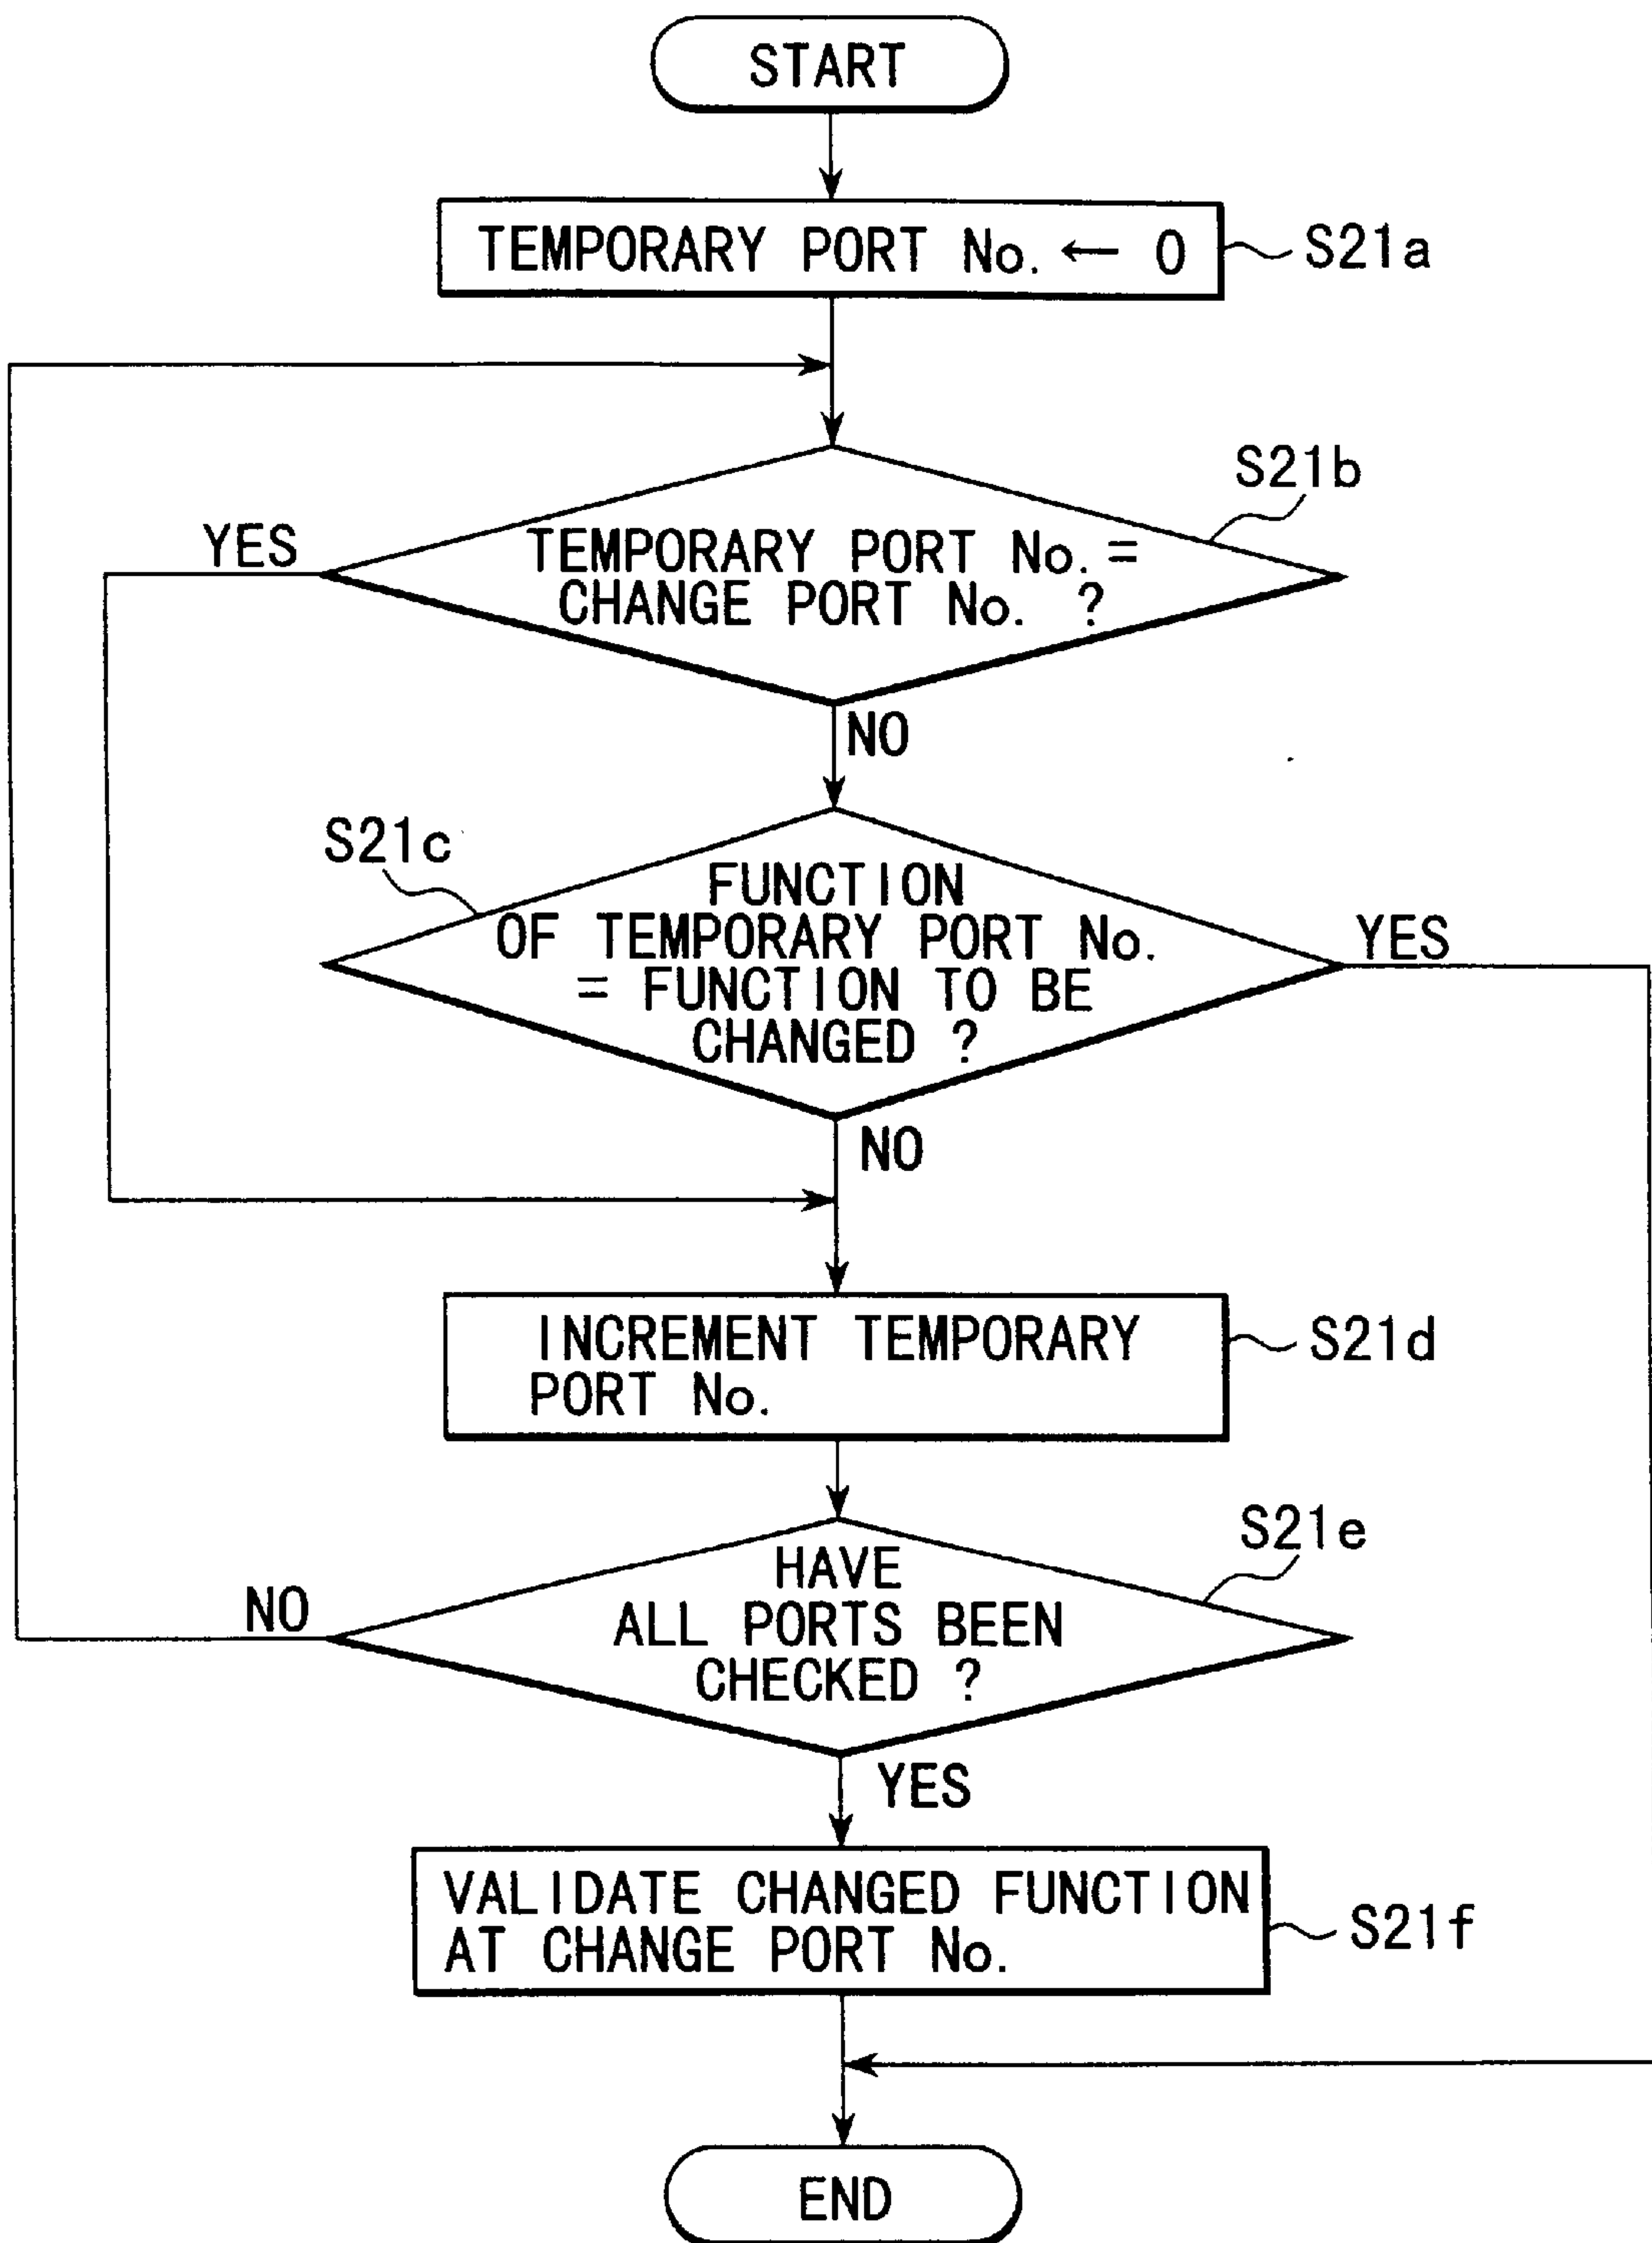 START
TEMPORARY PORT No. ← 0
S21a
S21b
YES
TEMPORARY PORT No. =
CHANGE PORT No. ?
NO
S21c
FUNCTION
OF TEMPORARY PORT No.
= FUNCTION TO BE
CHANGED ?
YES
NO
INCREMENT TEMPORARY
PORT No.
S21d
S21e
HAVE
ALL PORTS BEEN
CHECKED ?
NO
YES
VALIDATE CHANGED FUNCTION
AT CHANGE PORT No.
S21f
END